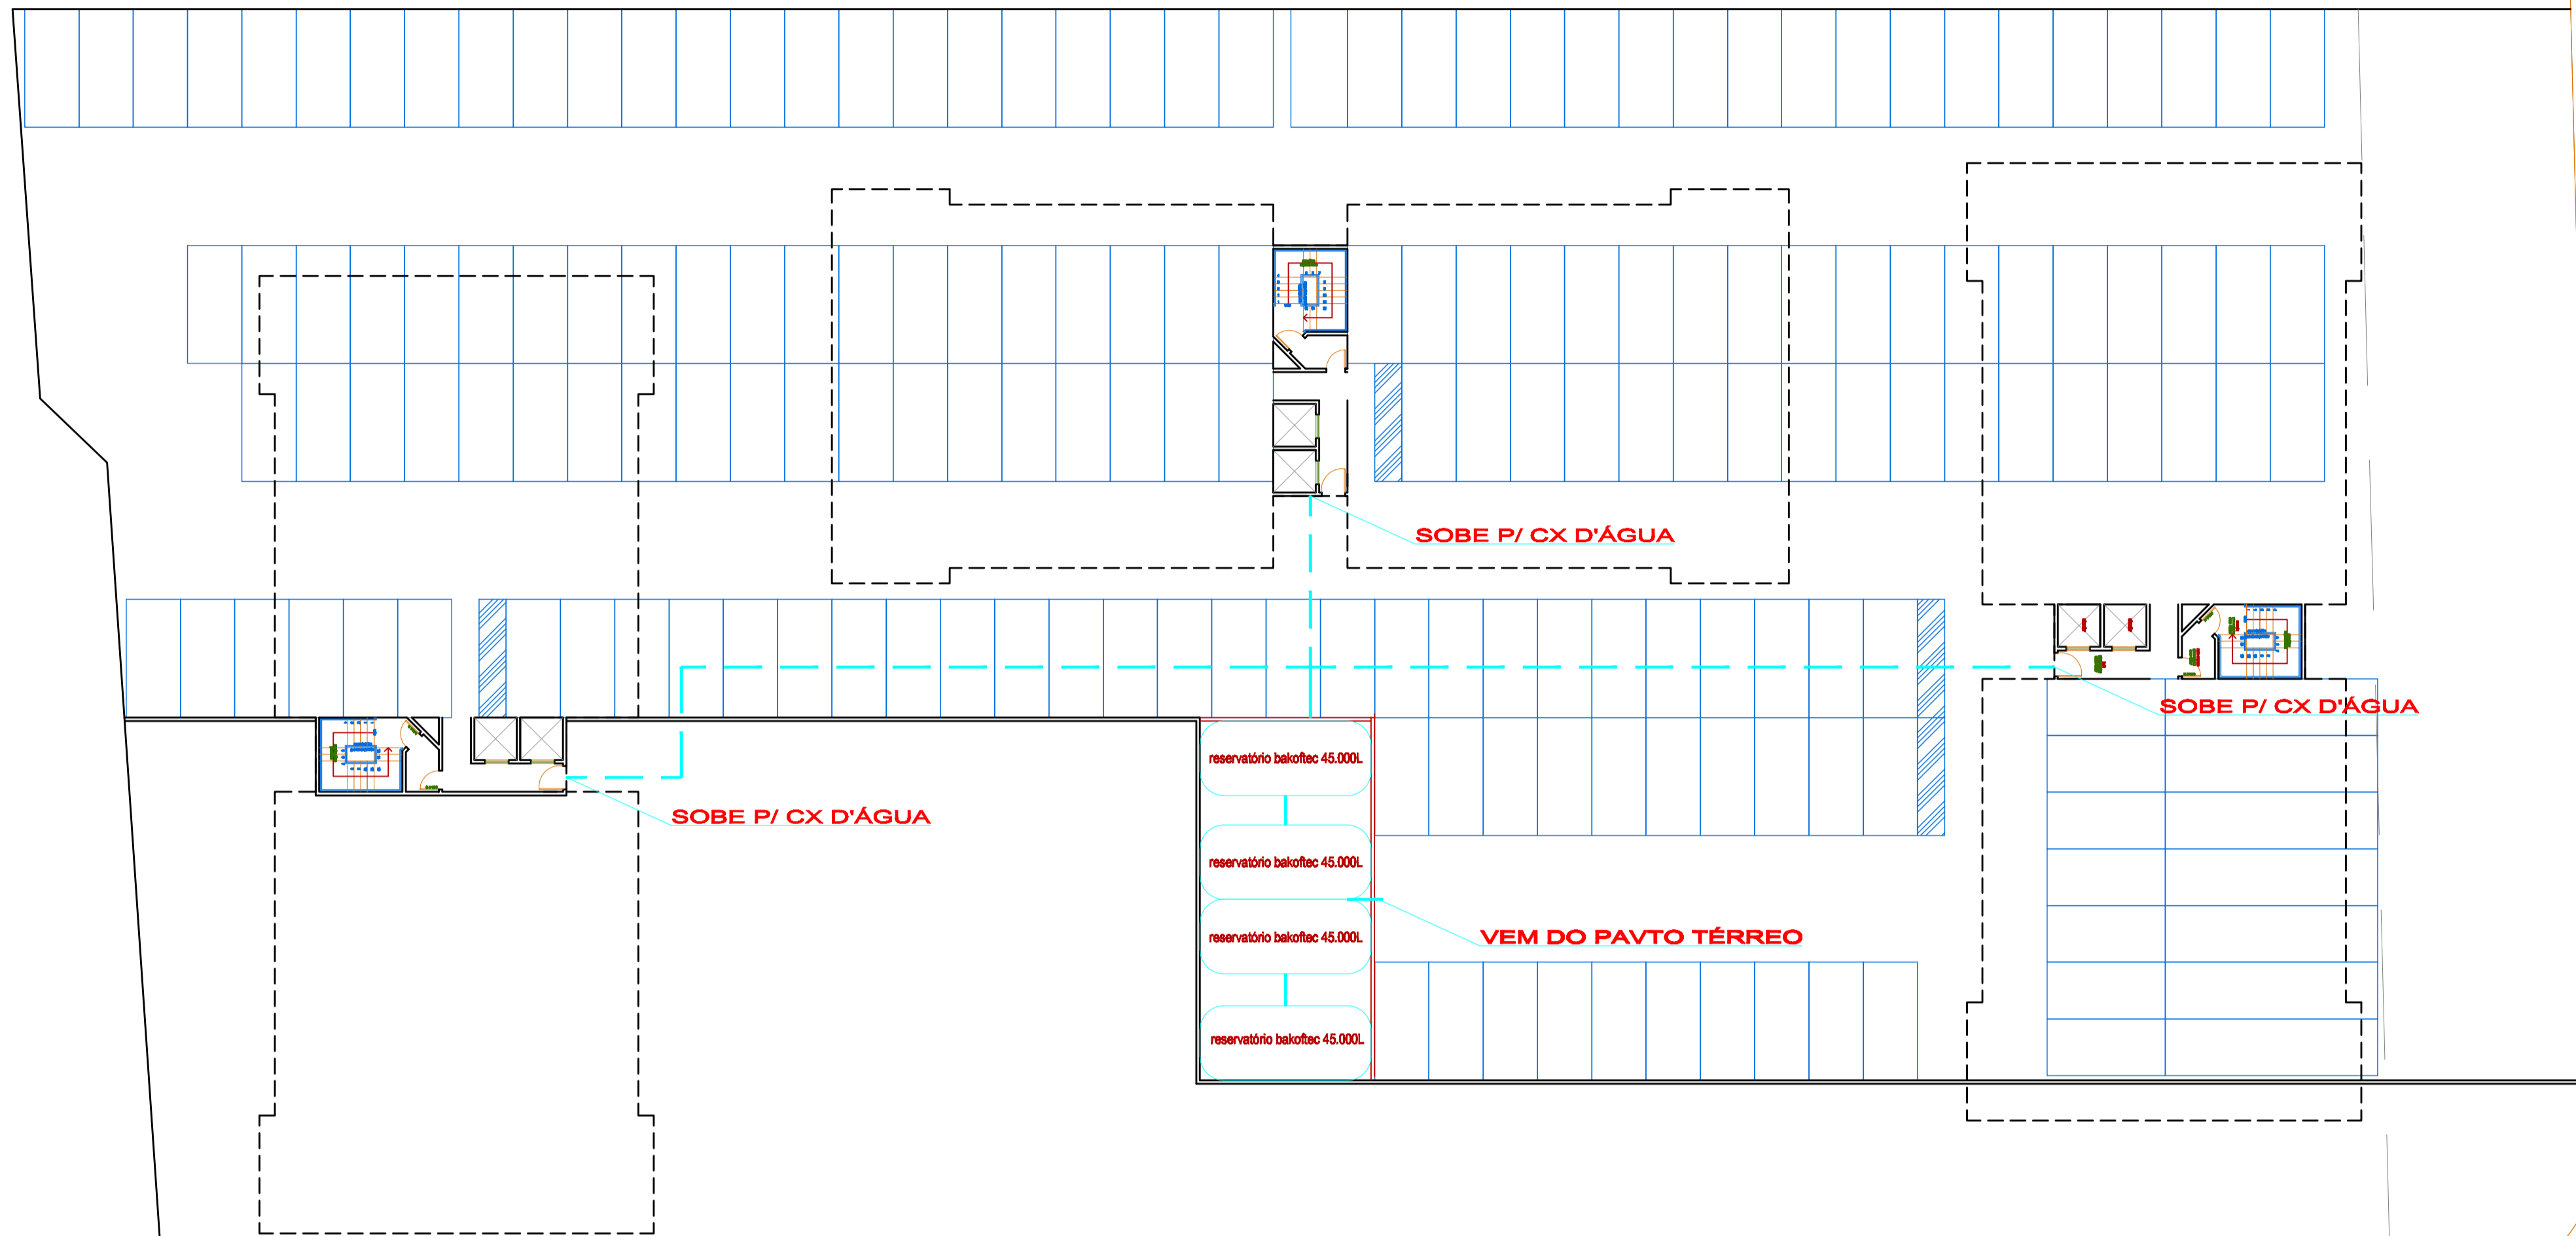 SOBE P/ CX D'ÁGUA
SOBE P/ CX D'ÁGUA
reservatório bakoftec 45.000L
SOBE P/ CX D'ÁGUA
reservatório bakoftec 45.000L
VEM DO PAVTO TÉRREO
reservatório bakoftec 45.000L
reservatório bakoftec 45.000L